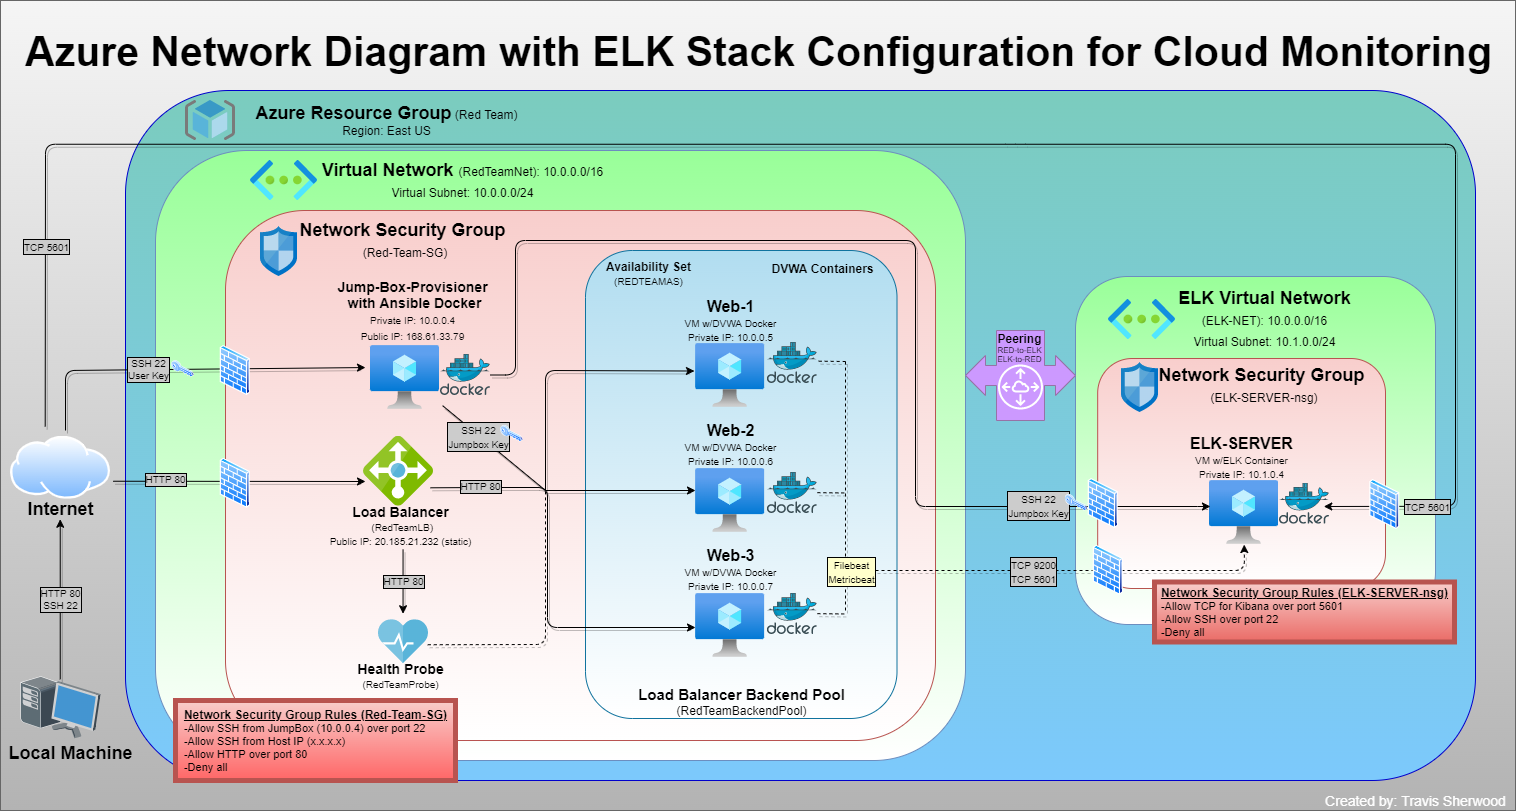 Azure Network Diagram with ELK Stack Configuration for Cloud Monitoring
Azure Resource Group (Red Team)
Region: East US
Virtual Network (RedTeamNet): 10.0.0.0/16
Virtual Subnet: 10.0.0.0/24
Network Security Group
(Red-Team-SG)
TCP 5601
Jump-Box-Provisioner
with Ansible Docker
Private IP: 10.0.0.4
Public IP: 168.61.33.79
docker
SSH 22
User Key
SSH 22
Jumpbox Key
Internet
HTTP 80
Load Balancer
(RedTeamLB)
Public IP: 20.185.21.232 (static)
HTTP 80
HTTP 80
Health Probe
(RedTeamProbe)
HTTP 80
SSH 22
Local Machine
Availability Set
(REDTEAMAS)
DVWA Containers
Web-1
VM w/DVWA Docker
Private IP: 10.0.0.5
docker
Web-2
VM w/DVWA Docker
Private IP: 10.0.0.6
docker
Web-3
VM w/DVWA Docker
Priavte IP: 10.0.0.7
docker
Filebeat
Metricbeat
Load Balancer Backend Pool
(RedTeamBackendPool)
Peering
RED-to-ELK
ELK-to-RED
ELK Virtual Network
(ELK-NET): 10.0.0.0/16
Virtual Subnet: 10.1.0.0/24
Network Security Group
(ELK-SERVER-nsg)
ELK-SERVER
VM w/ELK Container
Private IP: 10.1.0.4
docker
SSH 22
Jumpbox Key
TCP 5601
TCP 9200
TCP 5601
Network Security Group Rules (ELK-SERVER-nsg)
-Allow TCP for Kibana over port 5601
-Allow SSH over port 22
-Deny all
Network Security Group Rules (Red-Team-SG)
-Allow SSH from JumpBox (10.0.0.4) over port 22
-Allow SSH from Host IP (x.x.x.x)
-Allow HTTP over port 80
-Deny all
Created by: Travis Sherwood